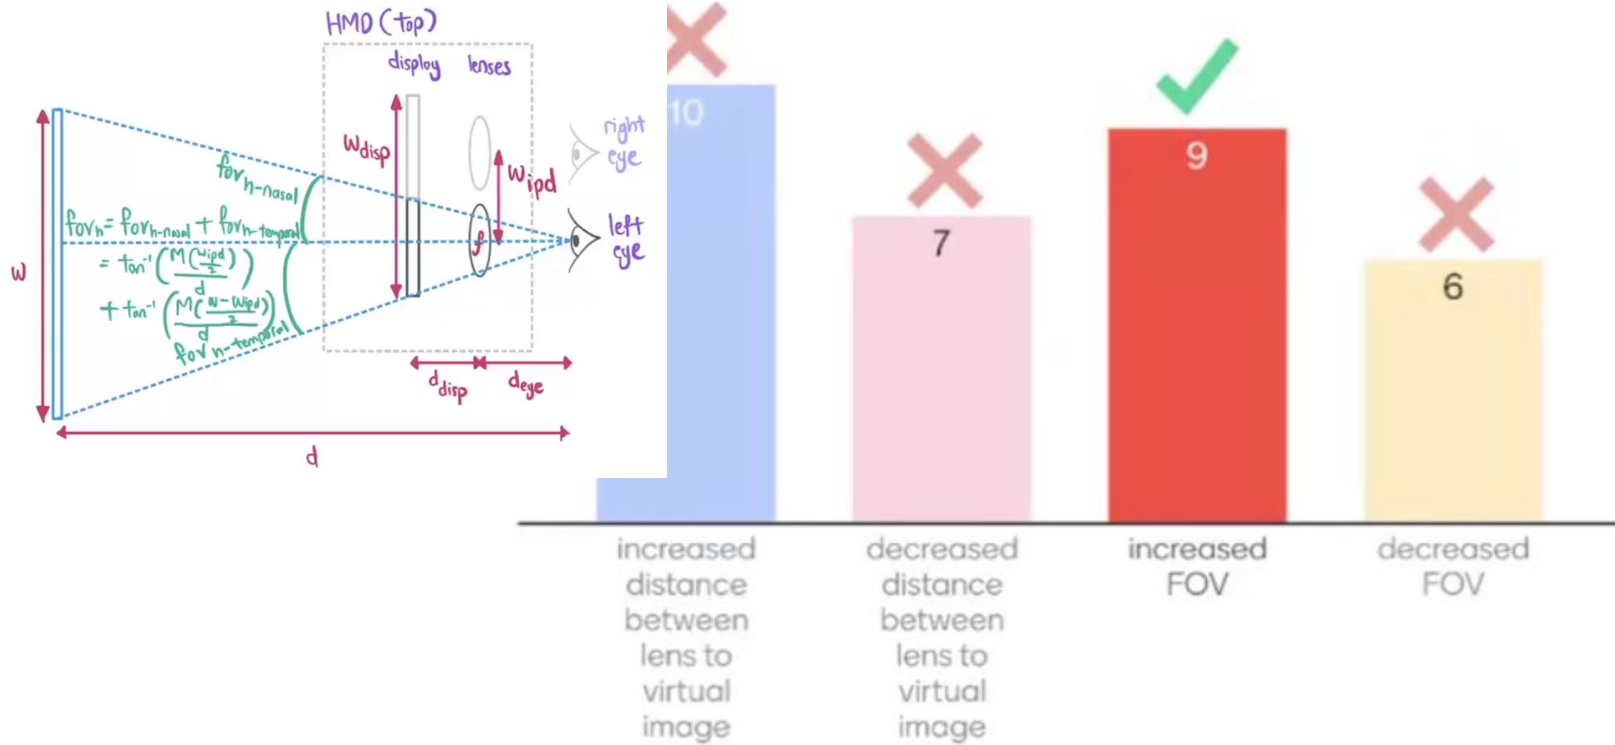 HMD (top)
display
lenses
right
eye
Wdisp
Wipd
fovh-nasal
fovh = fovh-nasal + fovh-temporal
= tan⁻¹ (M(wipd/2)/d)
+ tan⁻¹ (M(w-wipd/2)/d)
fovh-temporal
f
left
eye
w
ddisp
deye
d
10
7
9
6
increased
distance
between
lens to
virtual
image
decreased
distance
between
lens to
virtual
image
increased
FOV
decreased
FOV